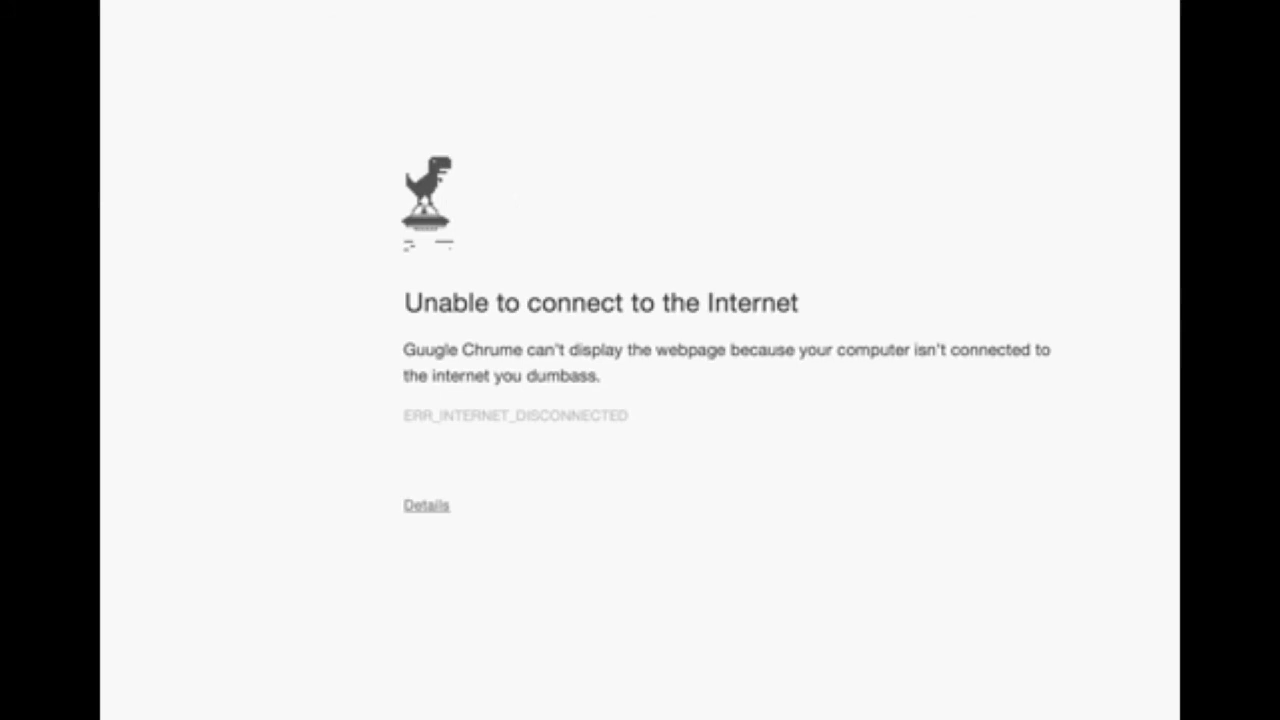 Unable to connect to the Internet
Guugle Chrume can't display the webpage because your computer isn't connected to
the internet you dumbass.
ERR_INTERNET_DISCONNECTED
Details